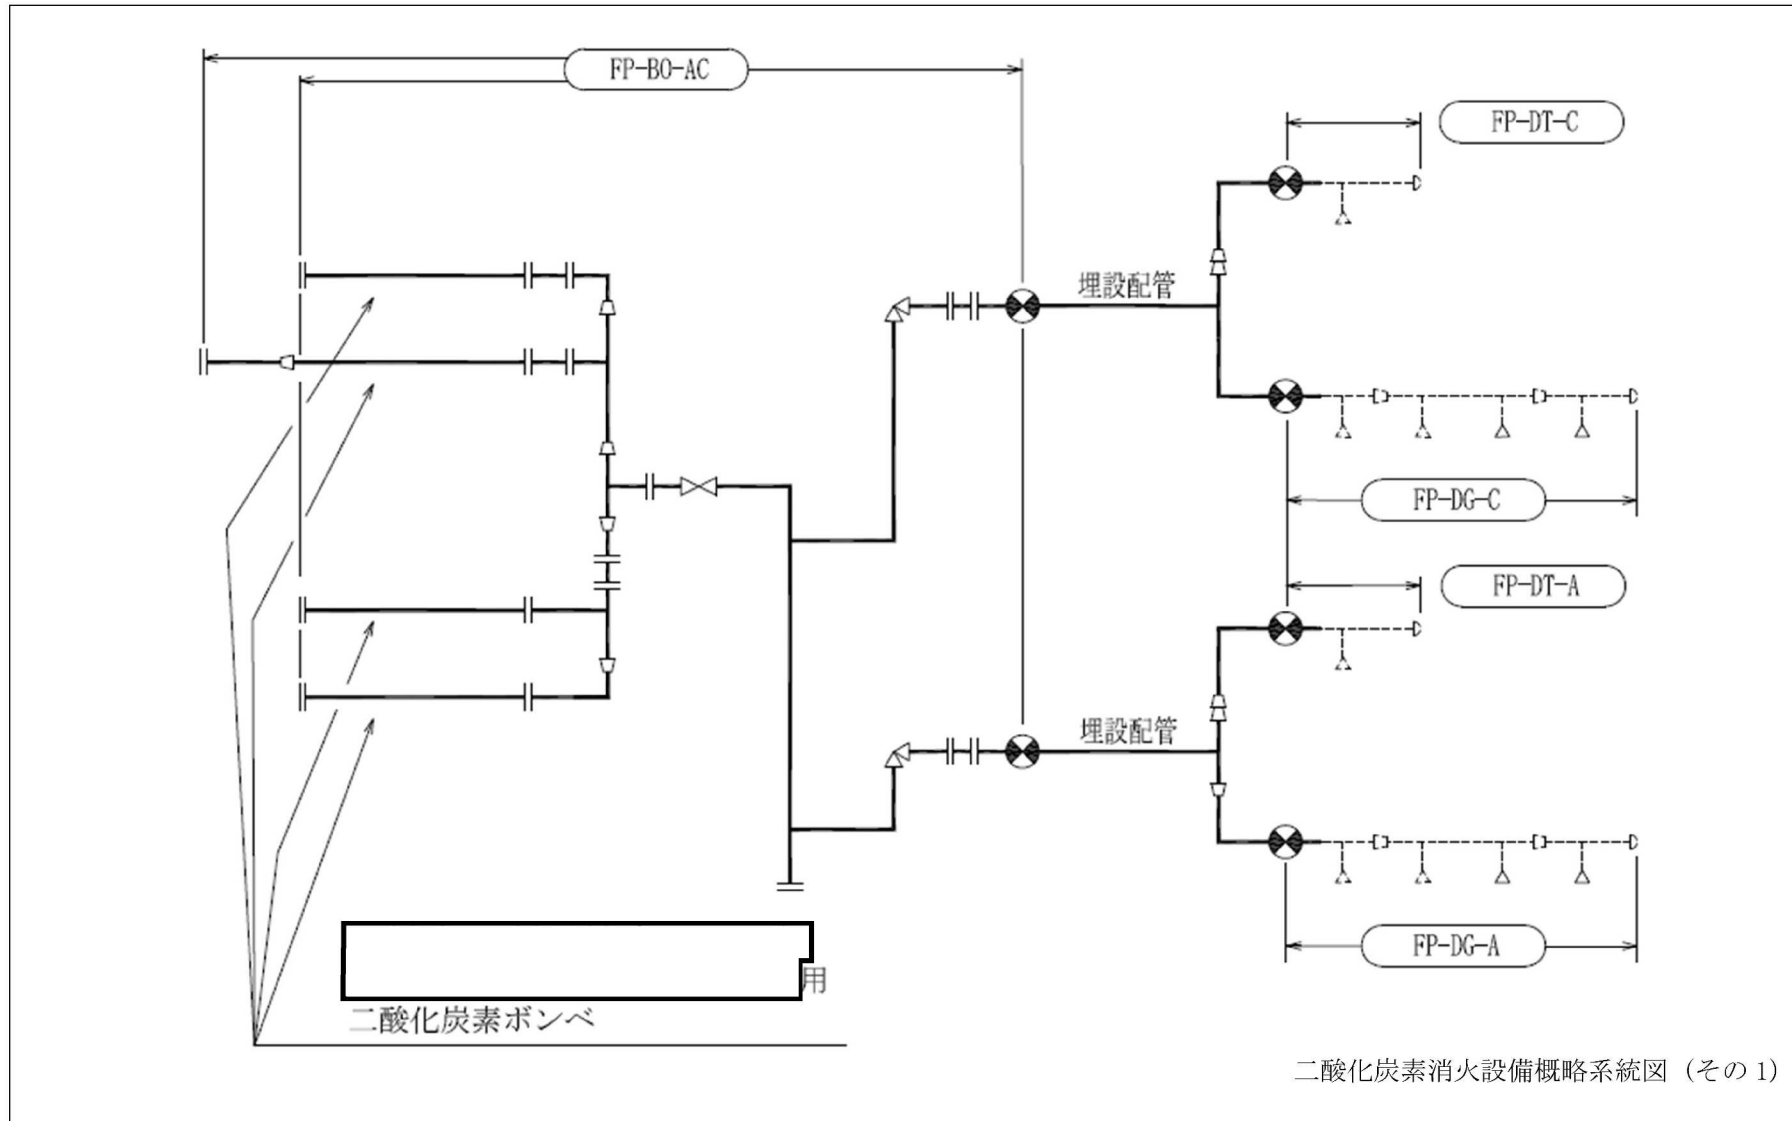 FP-BO-AC
FP-DT-C
埋設配管
FP-DG-C
FP-DT-A
埋設配管
FP-DG-A
用
二酸化炭素ボンベ
二酸化炭素消火設備概略系統図（その1）